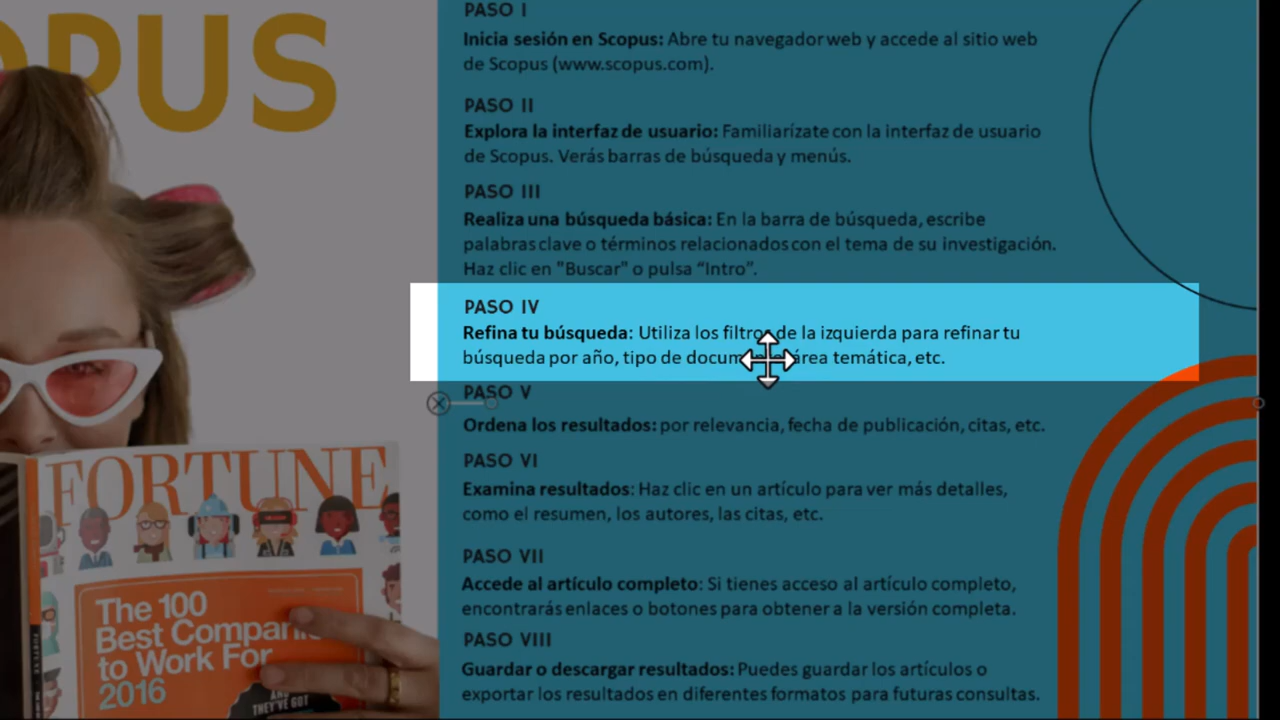 OPUS
PASO I
Inicia sesión en Scopus: Abre tu navegador web y accede al sitio web
de Scopus (www.scopus.com).
PASO II
Explora la interfaz de usuario: Familiarízate con la interfaz de usuario
de Scopus. Verás barras de búsqueda y menús.
PASO III
Realiza una búsqueda básica: En la barra de búsqueda, escribe
palabras clave o términos relacionados con el tema de su investigación.
Haz clic en "Buscar" o pulsa “Intro”.
PASO IV
Refina tu búsqueda: Utiliza los filtros de la izquierda para refinar tu
búsqueda por año, tipo de docum área temática, etc.
PASO V
Ordena los resultados: por relevancia, fecha de publicación, citas, etc.
PASO VI
Examina resultados: Haz clic en un artículo para ver más detalles,
como el resumen, los autores, las citas, etc.
PASO VII
Accede al artículo completo: Si tienes acceso al artículo completo,
encontrarás enlaces o botones para obtener a la versión completa.
PASO VIII
Guardar o descargar resultados: Puedes guardar los artículos o
exportar los resultados en diferentes formatos para futuras consultas.
FORTUNE
The 100
Best Compani
to Work For
2016
AND
THEY'VE GOT